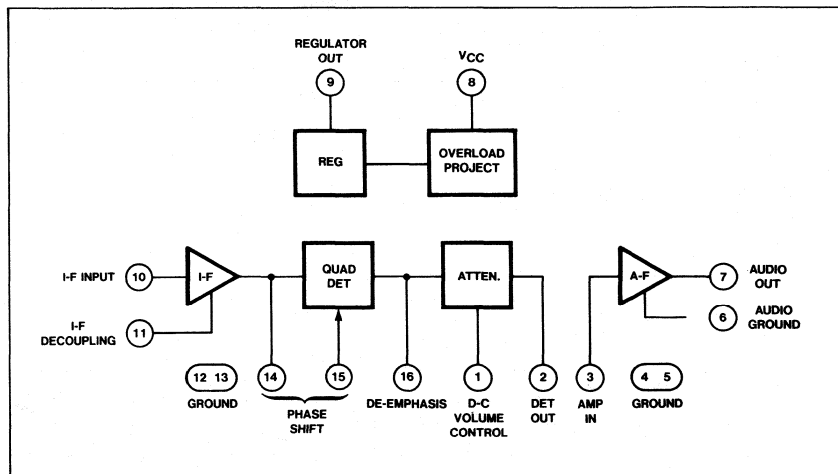 REGULATOR
OUT
VCC
9
8
REG
OVERLOAD
PROJECT
I-F INPUT
10
I-F
QUAD
DET
ATTEN.
A-F
7
AUDIO
OUT
I-F
DECOUPLING
11
6
AUDIO
GROUND
12 13
14
15
16
1
2
3
4 5
GROUND
PHASE
SHIFT
DE-EMPHASIS
D-C
VOLUME
CONTROL
DET
OUT
AMP
IN
GROUND